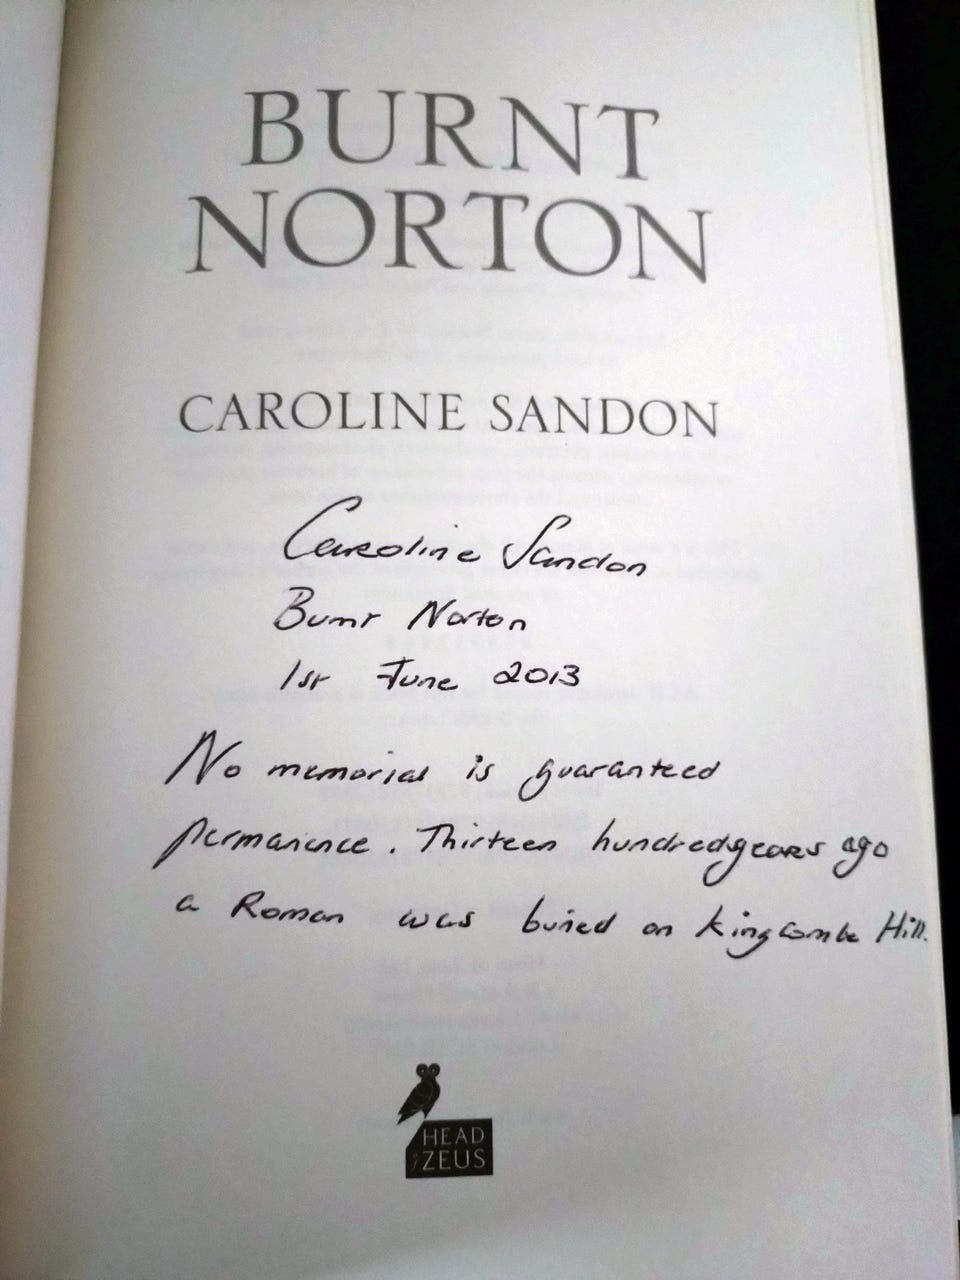 BURNT
NORTON
CAROLINE SANDON
Caroline Sandon
Burnt Norton
1st June 2013
No memorial is guaranteed
permanence. Thirteen hundred years ago
a Roman was buried on Kingcombe Hill.
HEAD
of ZEUS